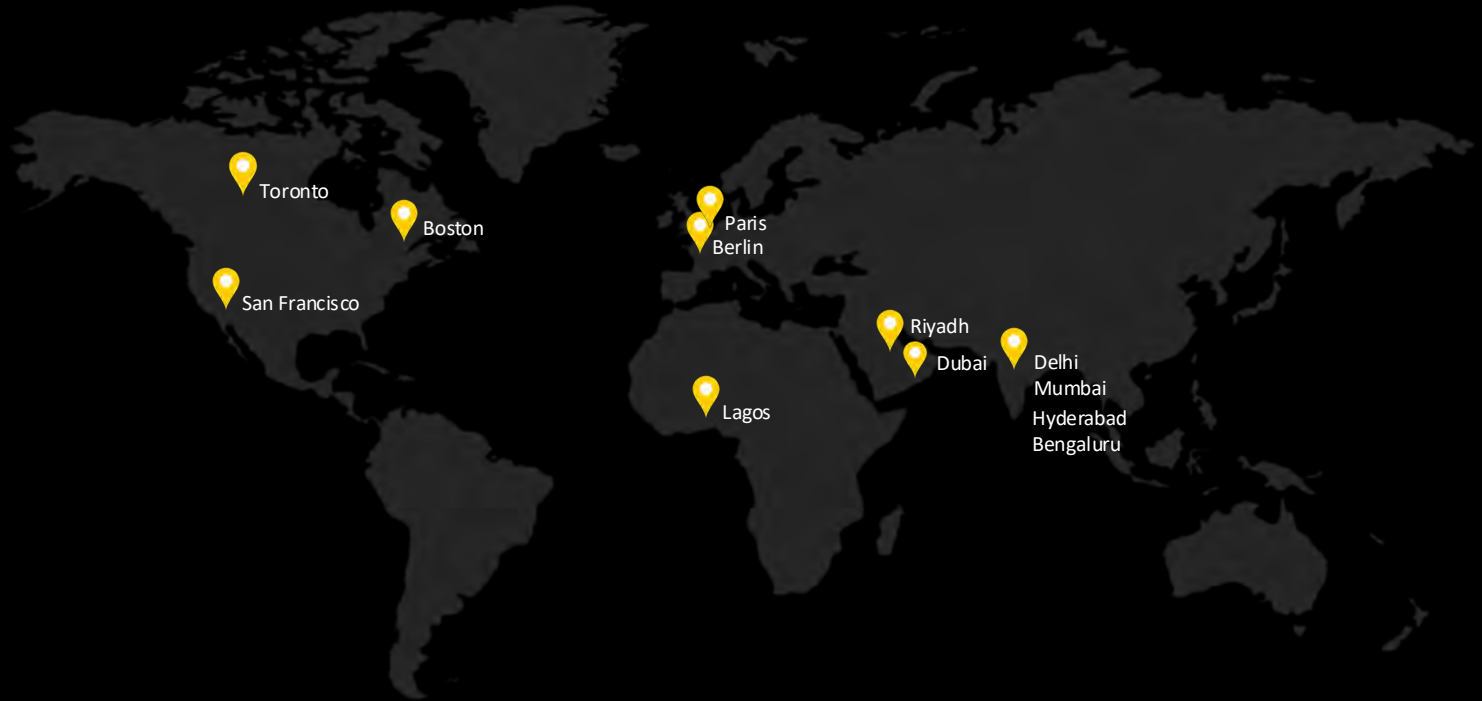 Toronto
Boston
San Francisco
Paris
Berlin
Riyadh
Dubai
Lagos
Delhi
Mumbai
Hyderabad
Bengaluru